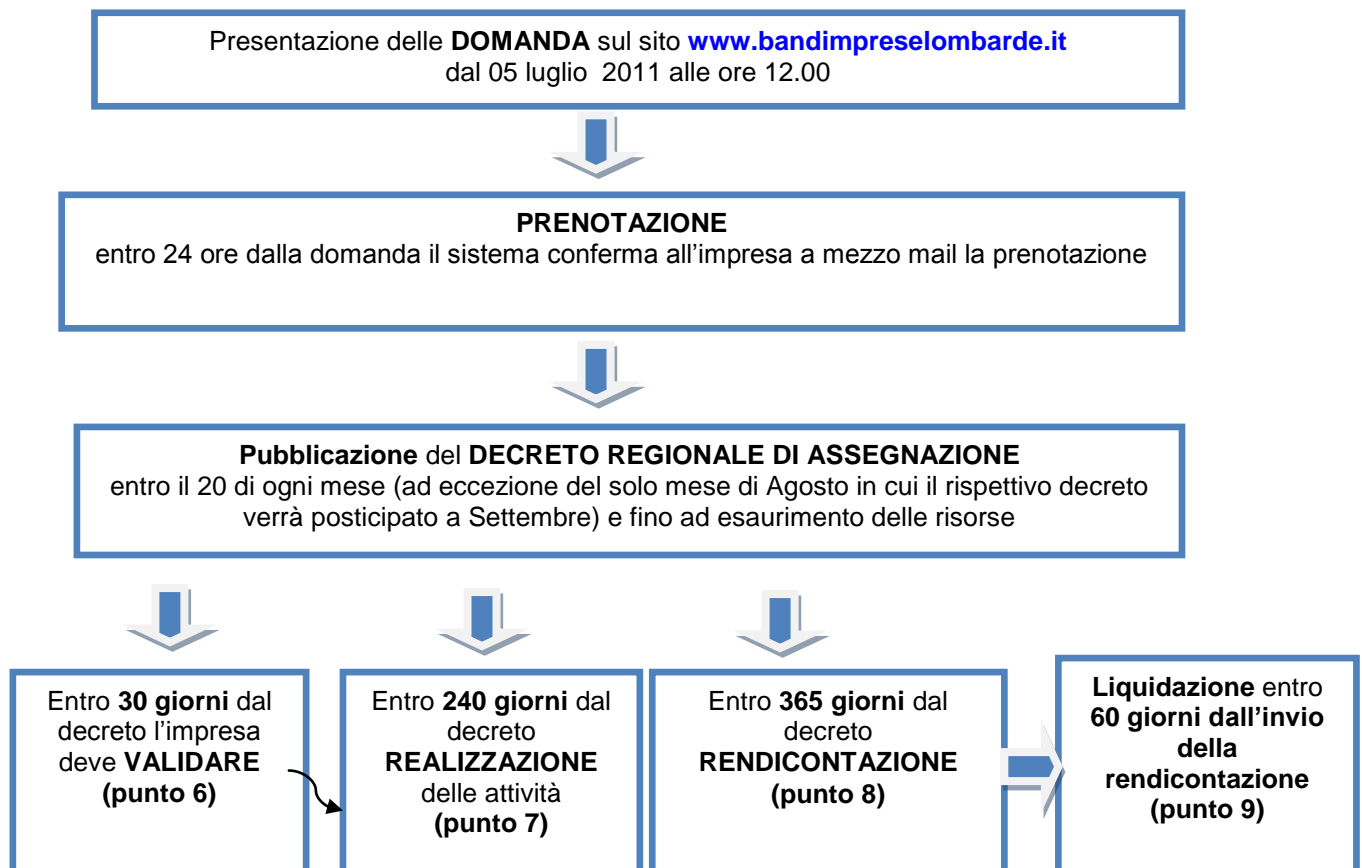 Presentazione delle DOMANDA sul sito www.bandimpreselombarde.it
dal 05 luglio 2011 alle ore 12.00
PRENOTAZIONE
entro 24 ore dalla domanda il sistema conferma all’impresa a mezzo mail la prenotazione
Pubblicazione del DECRETO REGIONALE DI ASSEGNAZIONE
entro il 20 di ogni mese (ad eccezione del solo mese di Agosto in cui il rispettivo decreto
verrà posticipato a Settembre) e fino ad esaurimento delle risorse
Entro 30 giorni dal
decreto l’impresa
deve VALIDARE
(punto 6)
Entro 240 giorni dal
decreto
REALIZZAZIONE
delle attività
(punto 7)
Entro 365 giorni dal
decreto
RENDICONTAZIONE
(punto 8)
Liquidazione entro
60 giorni dall’invio
della
rendicontazione
(punto 9)